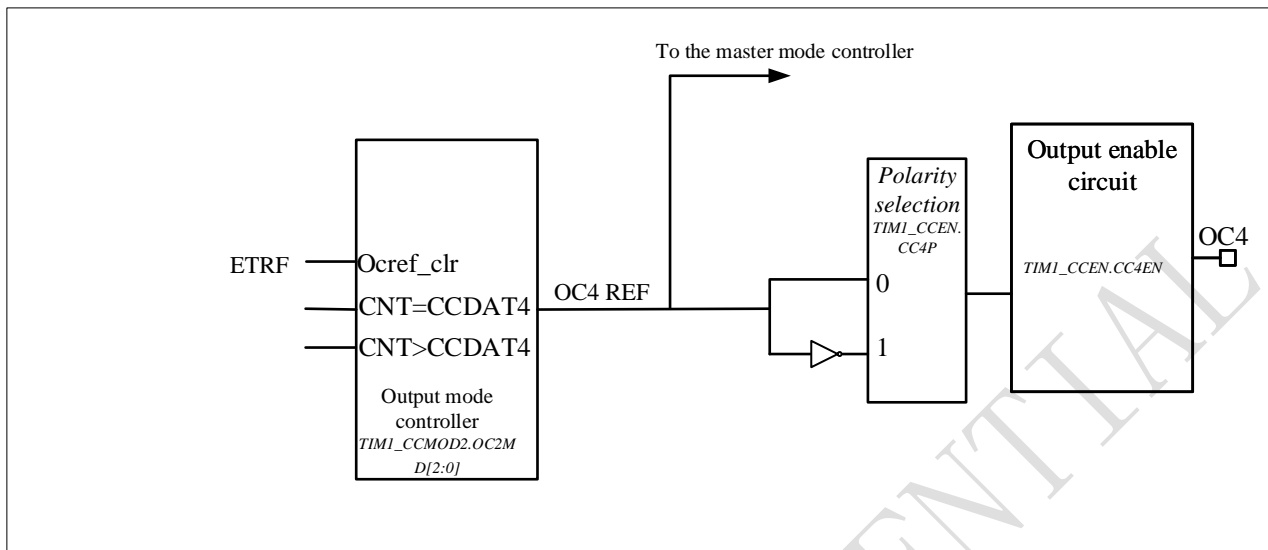 To the master mode controller
Output enable
circuit
Polarity
selection
TIM1_CCEN.
CC4P
OC4
ETRF
Ocref_clr
TIM1_CCEN.CC4EN
0
OC4 REF
CNT=CCDAT4
CNT>CCDAT4
1
Output mode
controller
TIM1_CCMOD2.OC2M
D[2:0]
ENTIAL